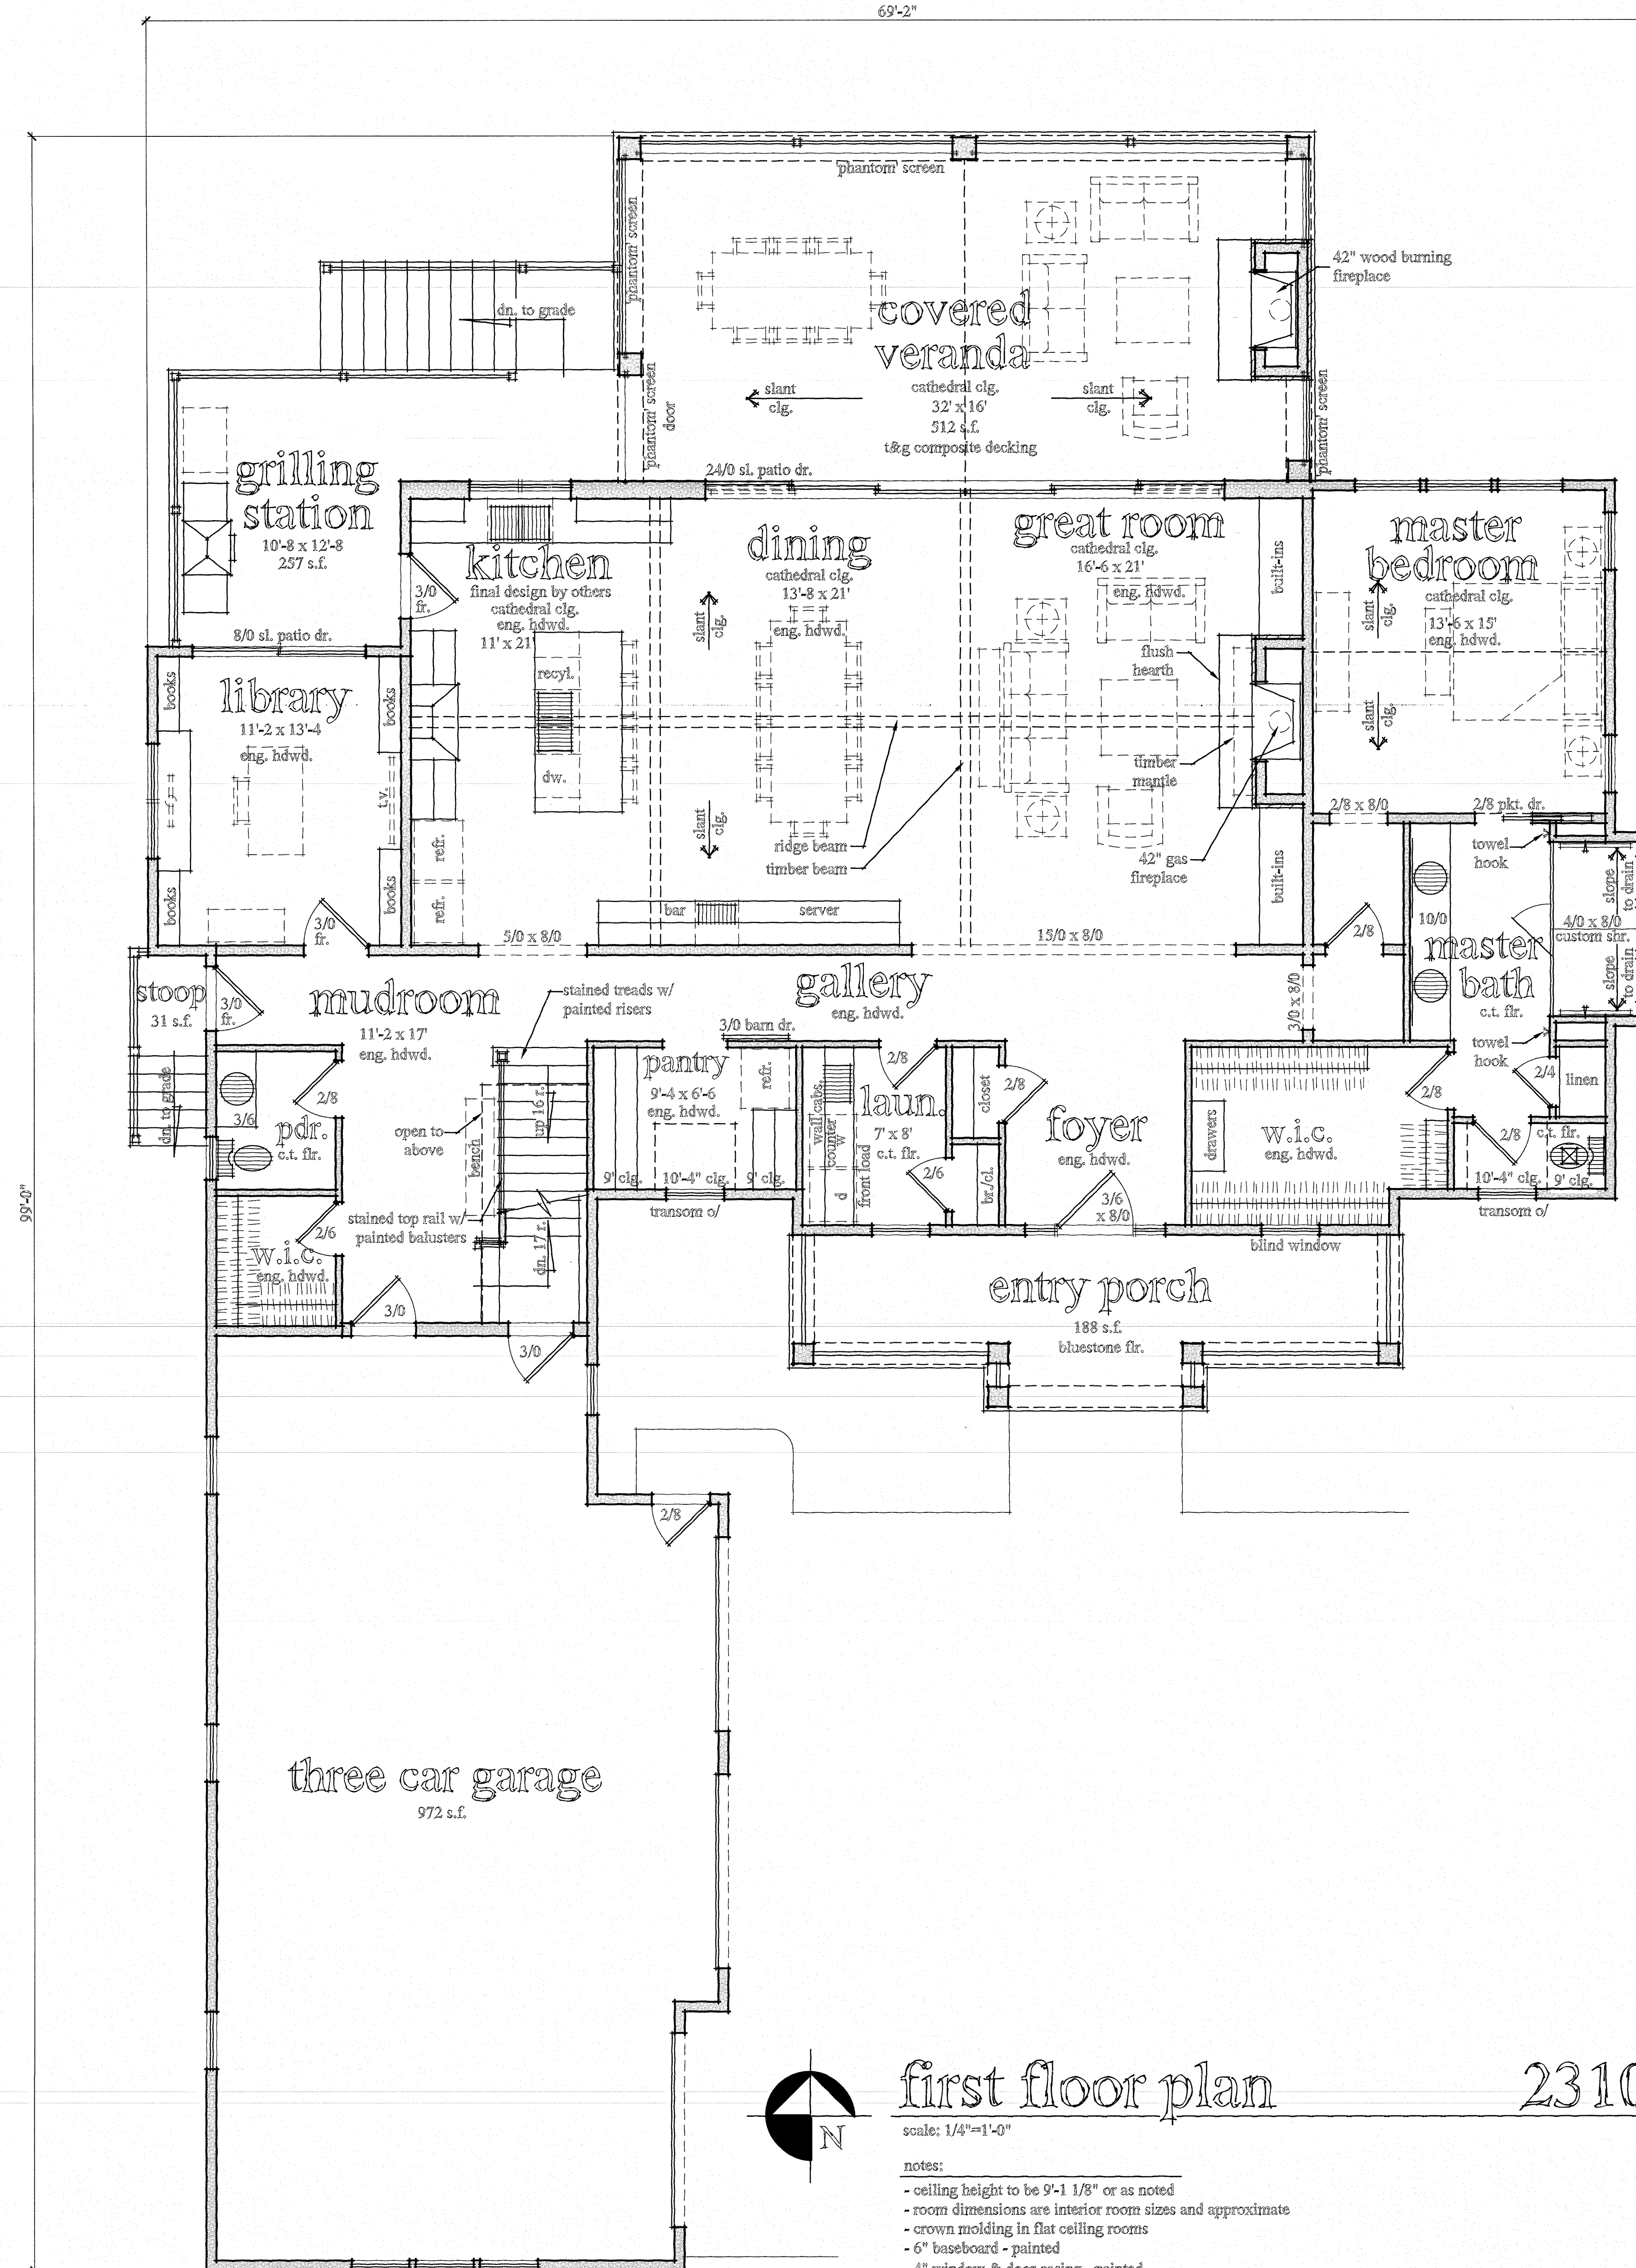 69'-2"
99'-0"
'phantom' screen
'phantom' screen
'phantom' screen
door
'phantom' screen
42" wood burning
fireplace
dn. to grade
covered
veranda
cathedral clg.
32' x 16'
512 s.f.
t&g composite decking
slant
clg.
slant
clg.
24/0 sl. patio dr.
grilling
station
10'-8 x 12'-8
257 s.f.
8/0 sl. patio dr.
3/0
fr.
kitchen
final design by others
cathedral clg.
eng. hdwd.
11' x 21'
recyl.
dw.
refr.
refr.
dining
cathedral clg.
13'-8 x 21'
eng. hdwd.
slant
clg.
slant
clg.
great room
cathedral clg.
16'-6 x 21'
eng. hdwd.
built-ins
flush
hearth
timber
mantle
42" gas
fireplace
built-ins
ridge beam
timber beam
bar
server
master
bedroom
cathedral clg.
13'-6 x 15'
eng. hdwd.
slant
clg.
slant
clg.
2/8 x 8/0
2/8 pkt. dr.
library
11'-2 x 13'-4
eng. hdwd.
books
books
books
books
t.v.
3/0
fr.
5/0 x 8/0
15/0 x 8/0
2/8
towel
hook
10/0
master
bath
c.t. flr.
4/0 x 8/0
custom shr.
slope
to drain
slope
to drain
towel
hook
stoop
31 s.f.
3/0
fr.
dn. to grade
mudroom
11'-2 x 17'
eng. hdwd.
stained treads w/
painted risers
gallery
eng. hdwd.
3/0 x 8/0
3/0 barn dr.
pantry
9'-4 x 6'-6
eng. hdwd.
refr.
9' clg.
10'-4" clg.
9' clg.
transom o/
3/6
pdr.
c.t. flr.
2/8
open to
above
bench
up 16 r.
dn. 17 r.
stained top rail w/
painted balusters
2/6
w.i.c.
eng. hdwd.
3/0
3/0
wall cabs.
counter
w
d
front load
laun.
7' x 8'
c.t. flr.
2/8
2/6
closet
br./cl.
2/8
foyer
eng. hdwd.
3/6
x 8/0
drawers
w.i.c.
eng. hdwd.
2/8
2/4
linen
2/8
c.t. flr.
10'-4" clg.
9' clg.
transom o/
blind window
entry porch
188 s.f.
bluestone flr.
2/8
three car garage
972 s.f.
N
first floor plan
2310
scale: 1/4"=1'-0"
notes:
- ceiling height to be 9'-1 1/8" or as noted
- room dimensions are interior room sizes and approximate
- crown molding in flat ceiling rooms
- 6" baseboard - painted
- 4" window & door casing - painted